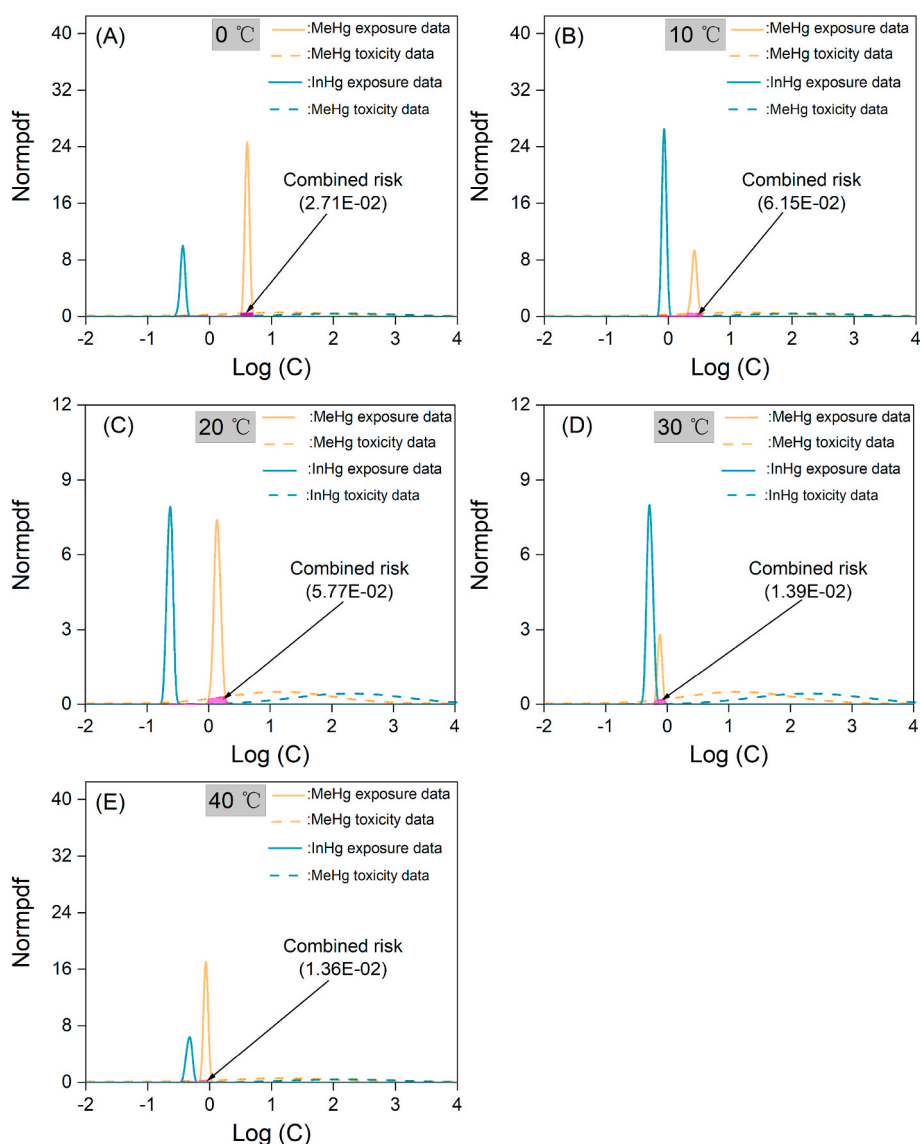 (A)
0 ℃
:MeHg exposure data
:MeHg toxicity data
:InHg exposure data
:MeHg toxicity data
Combined risk
(2.71E-02)
Normpdf
40
32
24
16
8
0
-2 -1 0 1 2 3 4
Log (C)
(B)
10 ℃
:MeHg exposure data
:MeHg toxicity data
:InHg exposure data
:MeHg toxicity data
Combined risk
(6.15E-02)
Normpdf
40
32
24
16
8
0
-2 -1 0 1 2 3 4
Log (C)
(C)
20 ℃
:MeHg exposure data
:MeHg toxicity data
:InHg exposure data
:InHg toxicity data
Combined risk
(5.77E-02)
Normpdf
12
9
6
3
0
-2 -1 0 1 2 3 4
Log (C)
(D)
30 ℃
:MeHg exposure data
:MeHg toxicity data
:InHg exposure data
:InHg toxicity data
Combined risk
(1.39E-02)
Normpdf
12
9
6
3
0
-2 -1 0 1 2 3 4
Log (C)
(E)
40 ℃
:MeHg exposure data
:MeHg toxicity data
:InHg exposure data
:MeHg toxicity data
Combined risk
(1.36E-02)
Normpdf
40
32
24
16
8
0
-2 -1 0 1 2 3 4
Log (C)